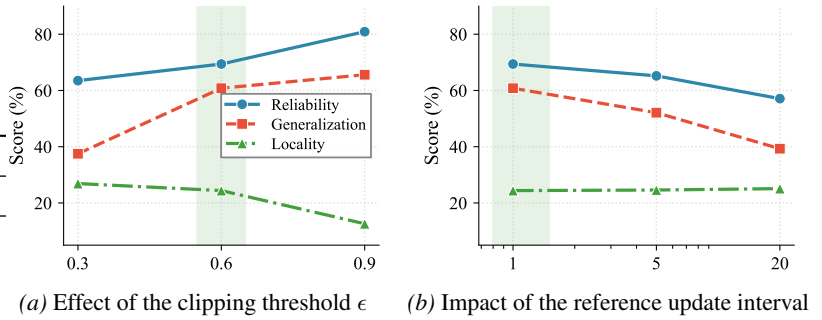 80
60
40
20
Score (%)
Reliability
Generalization
Locality
0.3 0.6 0.9
(a) Effect of the clipping threshold ϵ
80
60
40
20
Score (%)
1 5 20
(b) Impact of the reference update interval